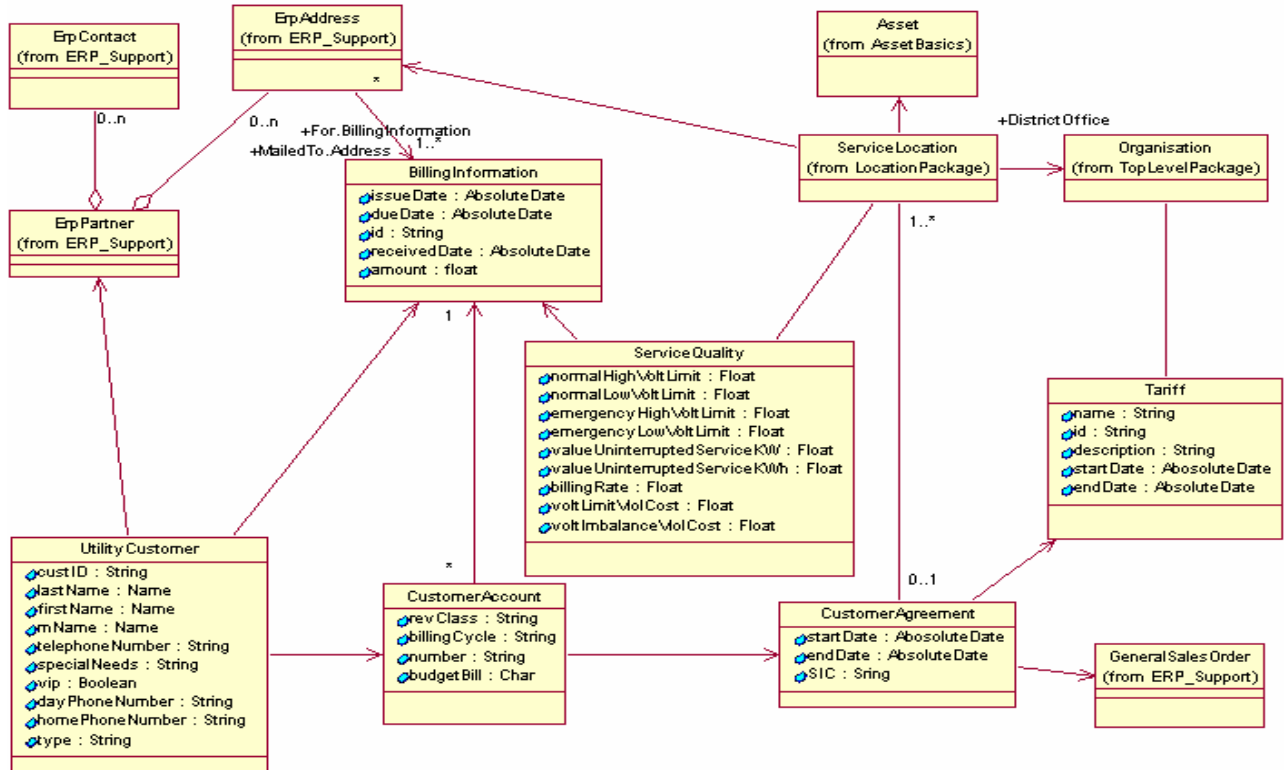 ErpContact
(from ERP_Support)
ErpAddress
(from ERP_Support)
Asset
(from AssetBasics)
*
0..n
0..n
+For.BillingInformation
1..*
+MailedTo.Address
+DistrictOffice
ServiceLocation
(from LocationPackage)
Organisation
(from TopLevelPackage)
ErpPartner
(from ERP_Support)
BillingInformation
issueDate : AbsoluteDate
dueDate : AbsoluteDate
id : String
receivedDate : AbsoluteDate
amount : float
1..*
1
ServiceQuality
normalHighVoltLimit : Float
normalLowVoltLimit : Float
emergencyHighVoltLimit : Float
emergencyLowVoltLimit : Float
valueUninterruptedServiceKW : Float
valueUninterruptedServiceKWh : Float
billingRate : Float
voltLimitViolCost : Float
voltImbalanceViolCost : Float
Tariff
name : String
id : String
description : String
startDate : AbosoluteDate
endDate : AbsoluteDate
UtilityCustomer
custID : String
lastName : Name
firstName : Name
mName : Name
telephoneNumber : String
specialNeeds : String
vip : Boolean
dayPhoneNumber : String
homePhoneNumber : String
type : String
*
CustomerAccount
revClass : String
billingCycle : String
number : String
budgetBill : Char
0..1
CustomerAgreement
startDate : AbosoluteDate
endDate : AbsoluteDate
SIC : Sring
GeneralSalesOrder
(from ERP_Support)